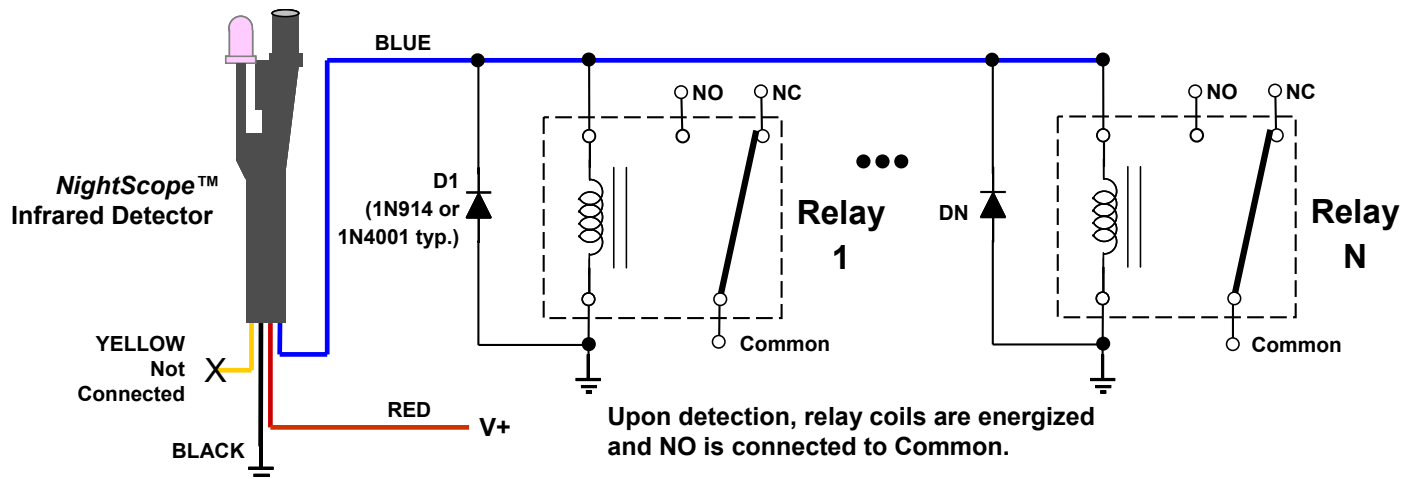 BLUE
NO
NC
NO
NC
NightScope™
Infrared Detector
D1
(1N914 or
1N4001 typ.)
Relay
1
DN
Relay
N
YELLOW
Not
Connected
X
Common
Common
RED
V+
BLACK
Upon detection, relay coils are energized
and NO is connected to Common.